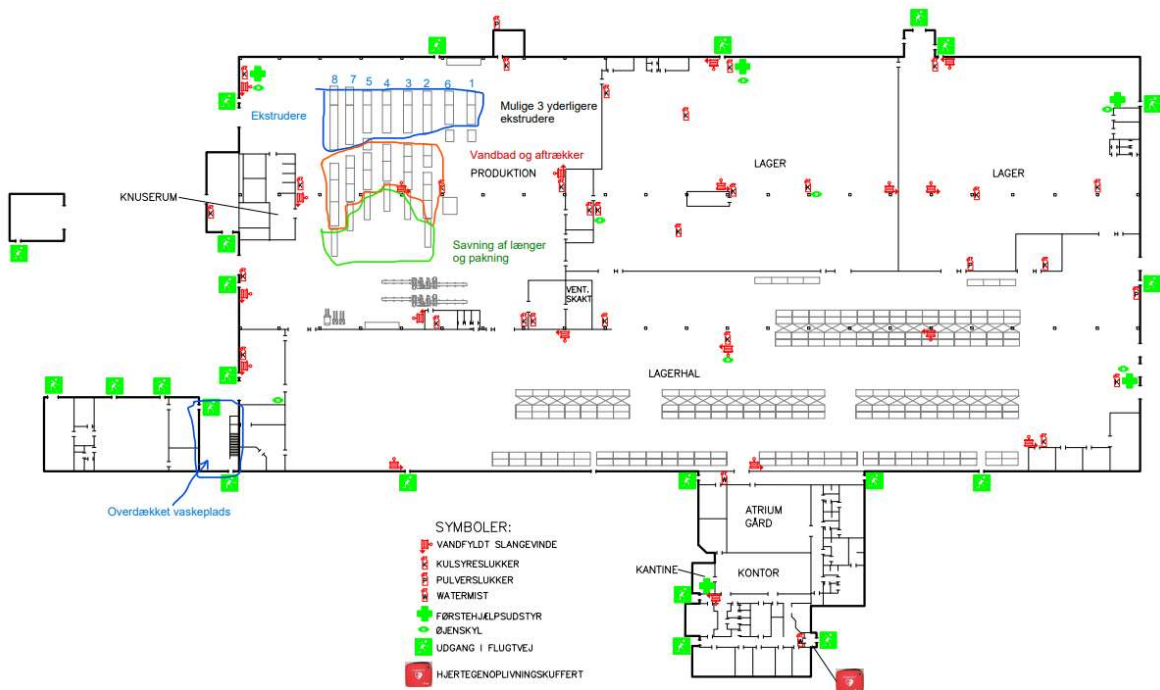 8 7 5 4 3 2 6 1
Ekstrudere
Mulige 3 yderligere
ekstrudere
Vandbad og aftrækker
PRODUKTION
LAGER
LAGER
KNUSERUM
Savning af længer
og pakning
VENT.
SKAKT
LAGERHAL
Overdækket vaskeplads
ATRIUM
GÅRD
KANTINE
KONTOR
SYMBOLER:
VANDFYLDT SLANGEVINDE
KULSYRESLUKKER
PULVERSLUKKER
WATERMIST
FØRSTEHJÆLPSUDSTYR
ØJENSKYL
UDGANG I FLUGTVEJ
HJERTEGENOPLIVNINGSKUFFERT